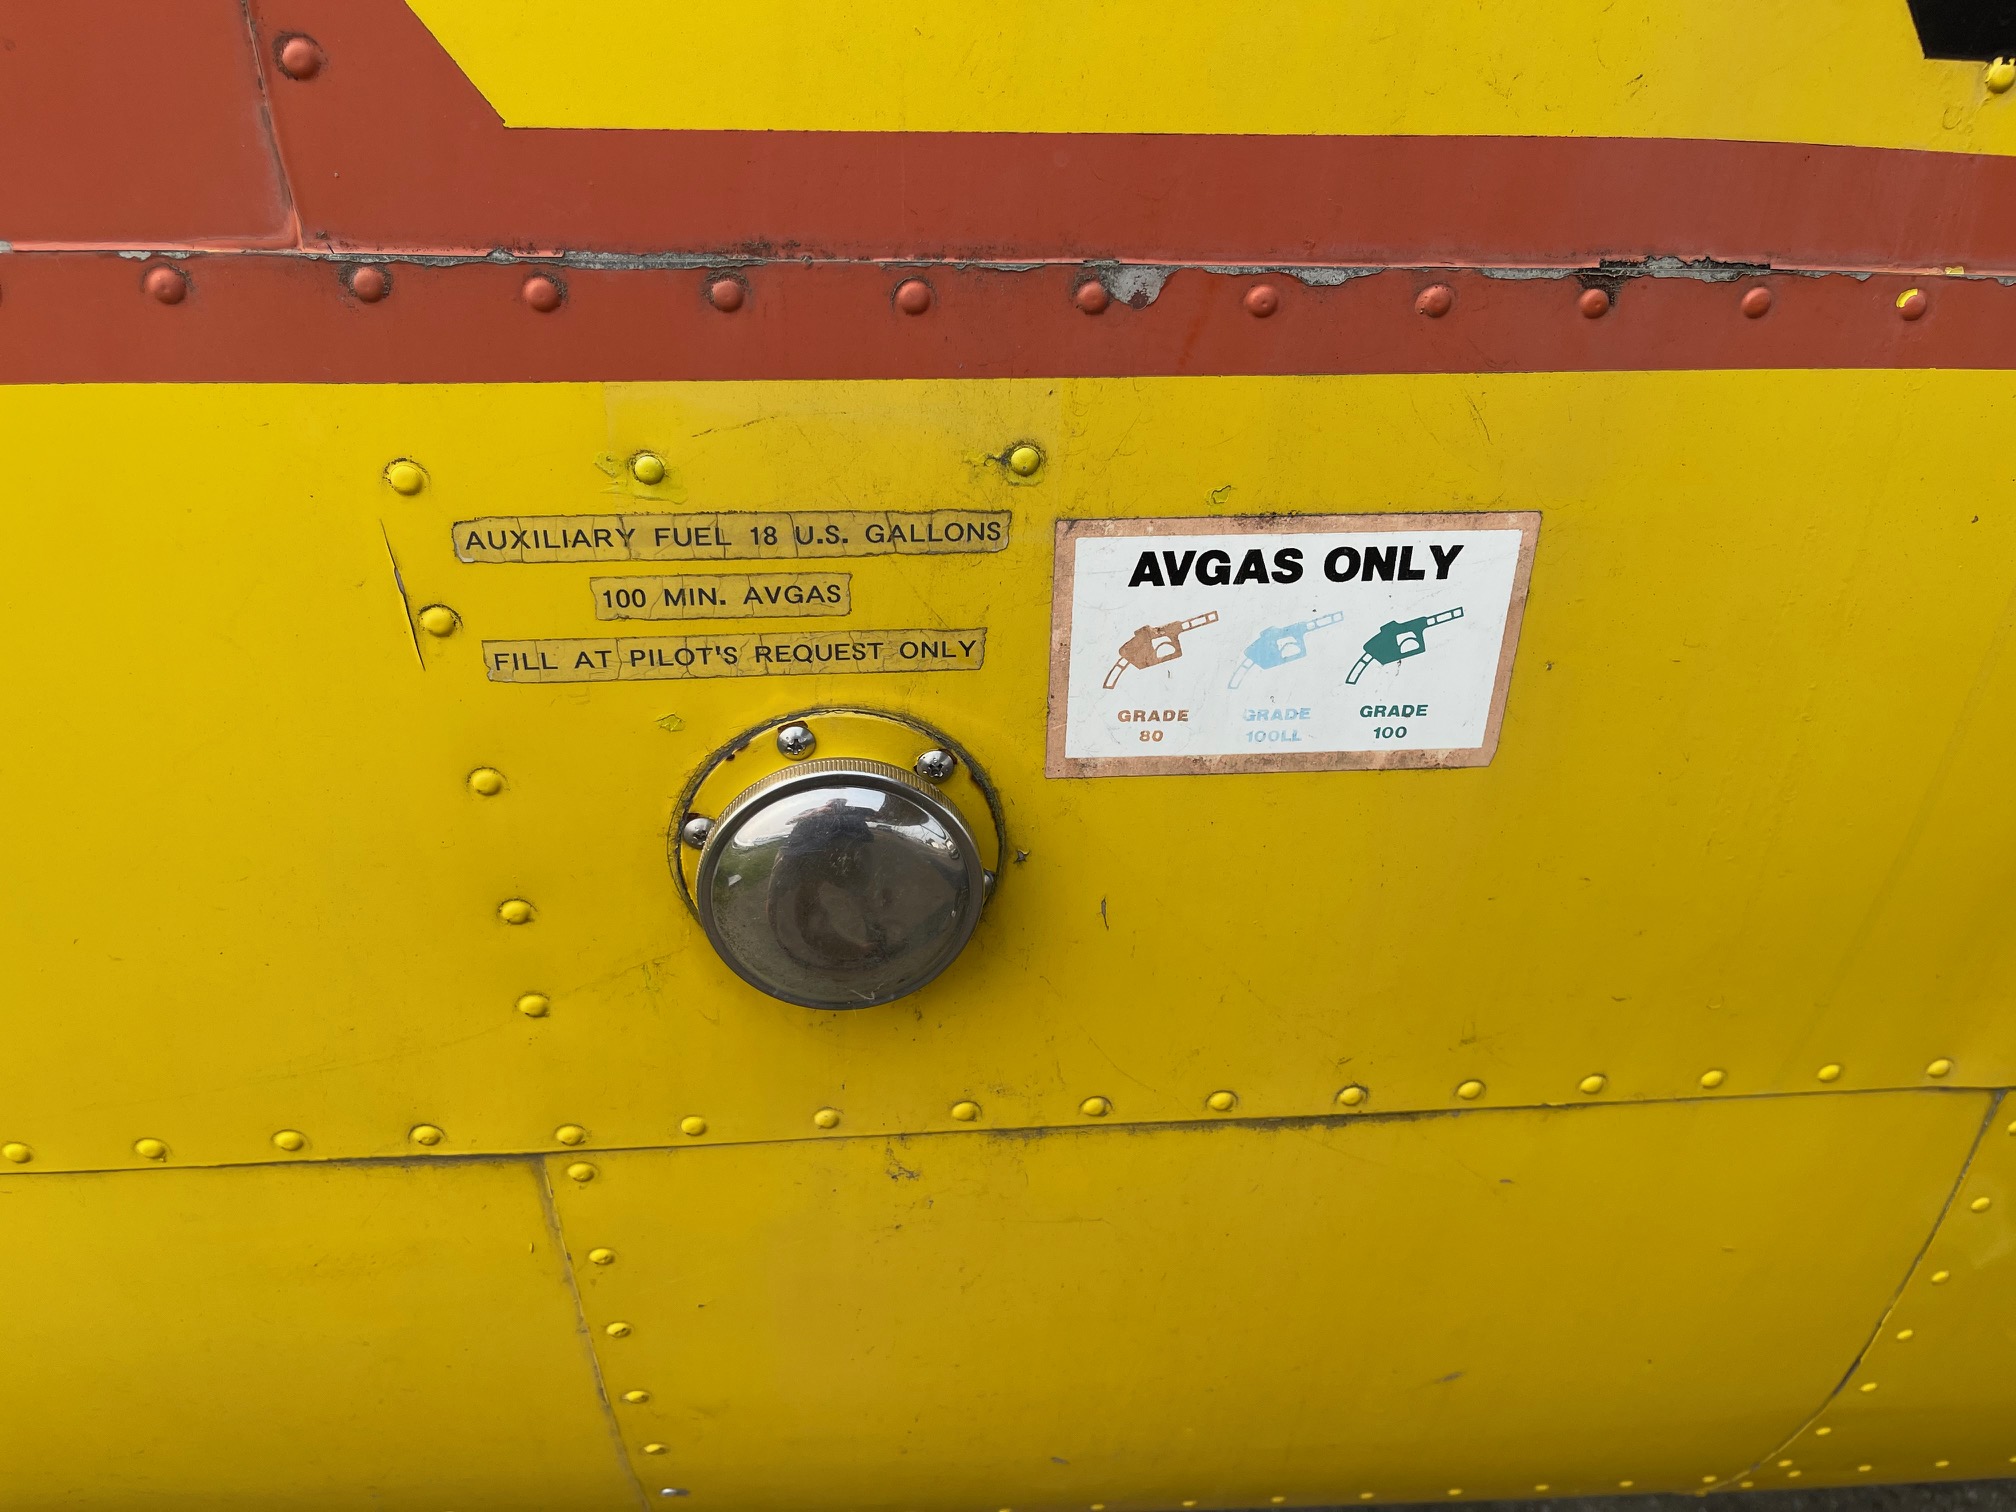 AUXILIARY FUEL 18 U.S. GALLONS
100 MIN. AVGAS
FILL AT PILOT'S REQUEST ONLY
AVGAS ONLY
GRADE 80
GRADE 100LL
GRADE 100